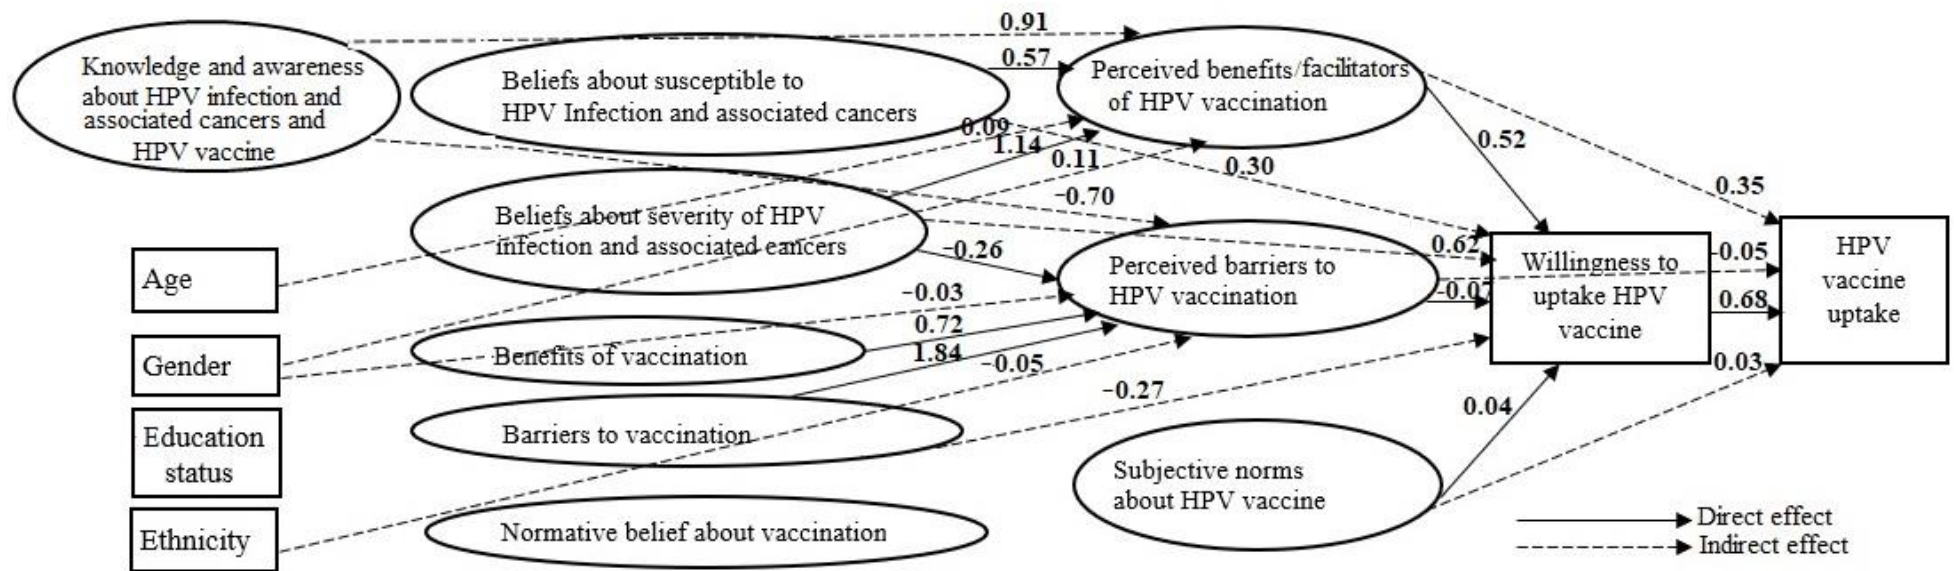 Knowledge and awareness
about HPV infection and
associated cancers and
HPV vaccine
Beliefs about susceptible to
HPV Infection and associated cancers
0.91
0.57
Perceived benefits/facilitators
of HPV vaccination
0.09
1.14
0.11
0.30
0.52
0.35
-0.70
Beliefs about severity of HPV
infection and associated cancers
-0.26
Age
Perceived barriers to
HPV vaccination
0.62
-0.07
Willingness to
uptake HPV
vaccine
-0.05
0.68
0.03
HPV
vaccine
uptake
-0.03
0.72
1.84
-0.05
-0.27
0.04
Gender
Benefits of vaccination
Education
status
Barriers to vaccination
Subjective norms
about HPV vaccine
Ethnicity
Normative belief about vaccination
Direct effect
Indirect effect